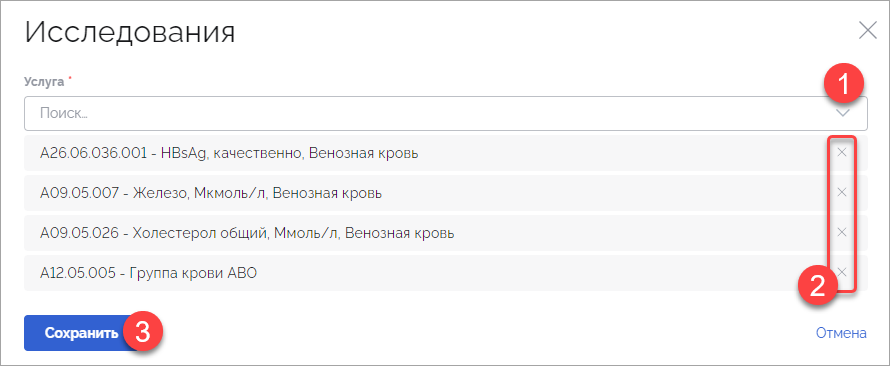 Исследования
Услуга *
1
Поиск...
A26.06.036.001 - HBsAg, качественно, Венозная кровь
A09.05.007 - Железо, Мкмоль/л, Венозная кровь
A09.05.026 - Холестерол общий, Ммоль/л, Венозная кровь
A12.05.005 - Группа крови ABO
2
Сохранить 3
Отмена